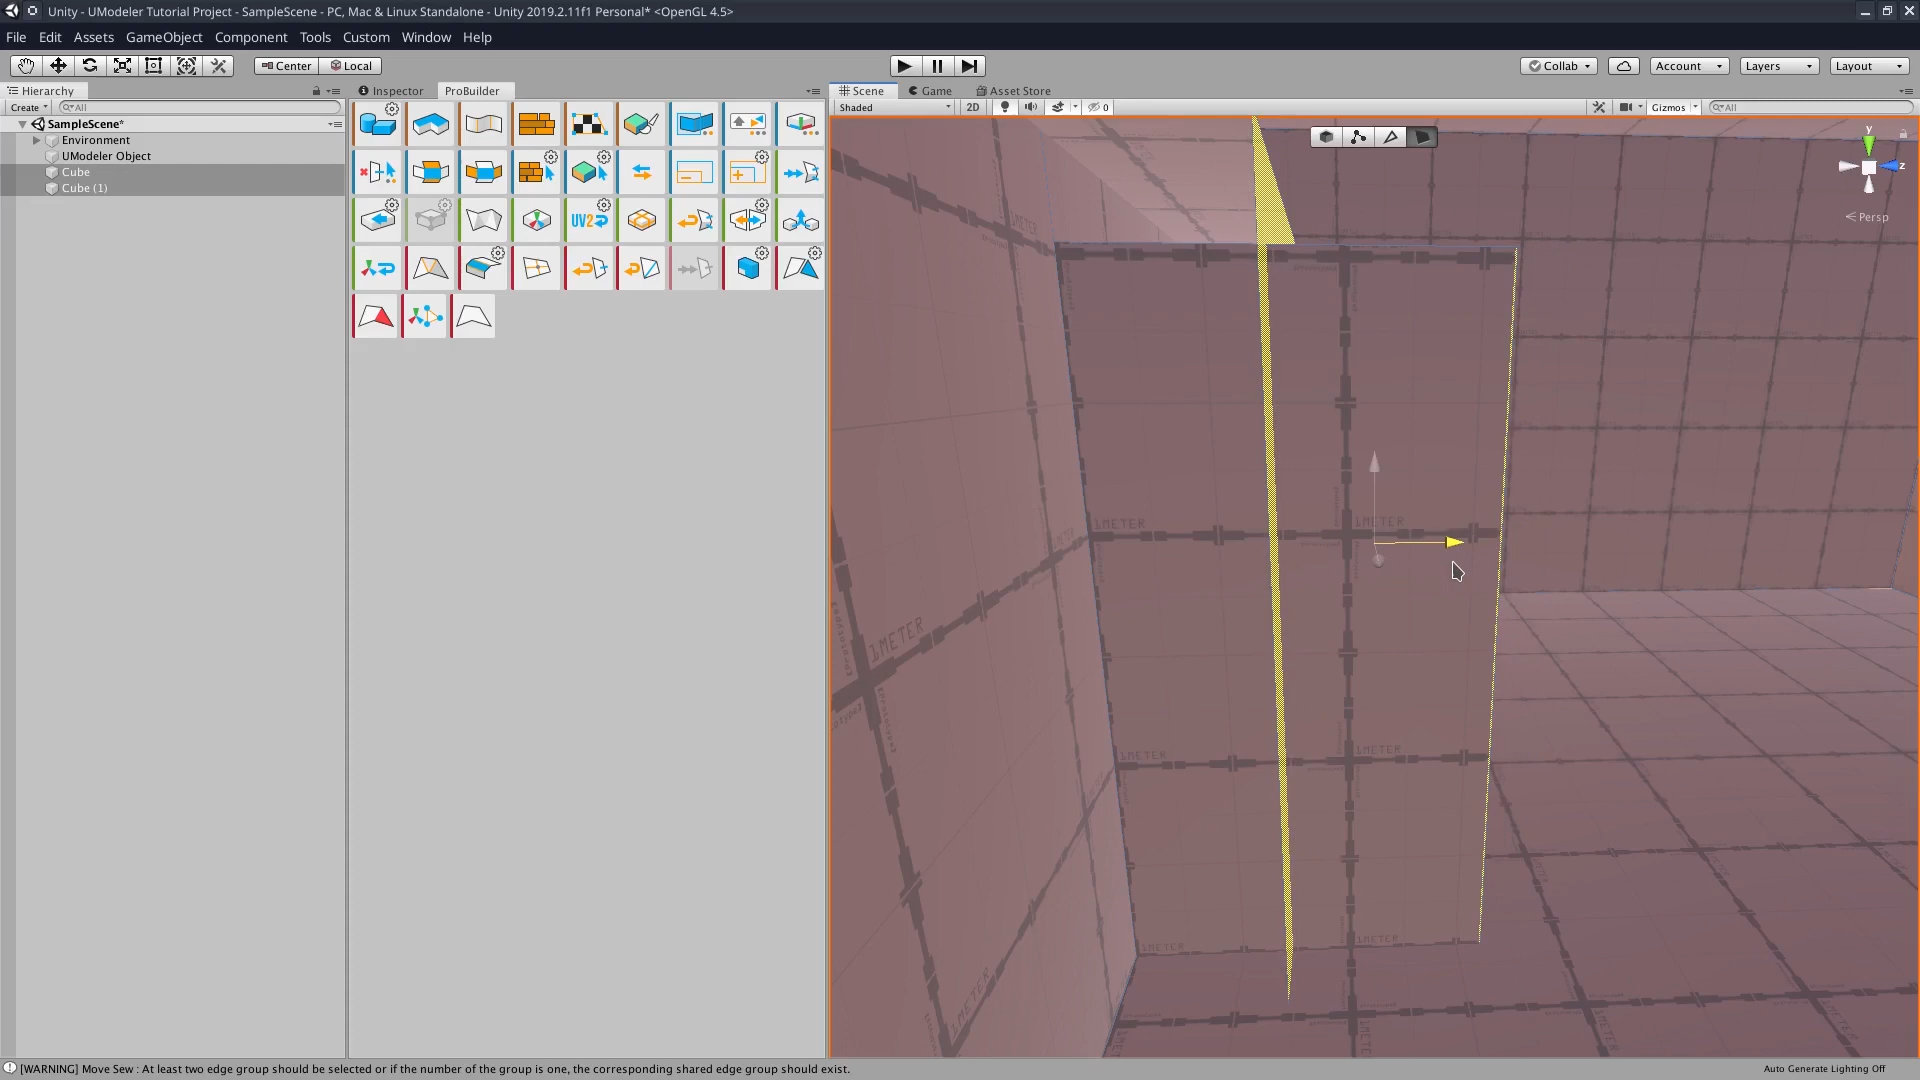 Unity - UModeler Tutorial Project - SampleScene - PC, Mac & Linux Standalone - Unity 2019.2.11f1 Personal* <OpenGL 4.5>
File Edit Assets GameObject Component Tools Custom Window Help
Center Local Collab Account Layers Layout
Hierarchy Inspector ProBuilder Scene Game Asset Store
Create All Shaded 2D 0 Gizmos All
SampleScene*
Environment
UModeler Object
Cube
Cube (1)
UV2
y
z
Persp
1METER
1METER 1METER
1METER
1METER 1METER
1METER 1METER
1METER
[WARNING] Move Sew : At least two edge group should be selected or if the number of the group is one, the corresponding shared edge group should exist.
Auto Generate Lighting Off